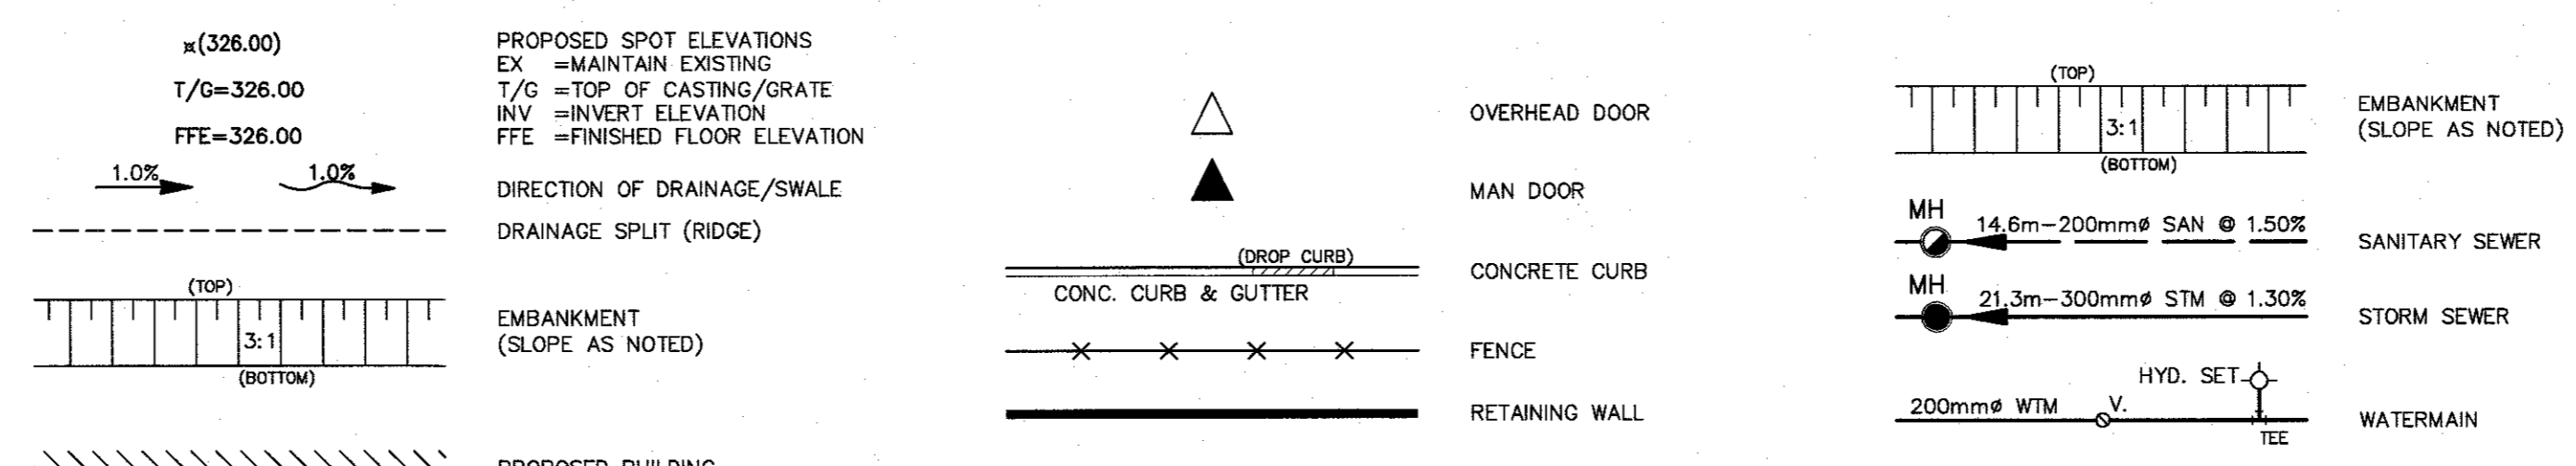 ¤(326.00)
T/G=326.00
FFE=326.00
PROPOSED SPOT ELEVATIONS
EX =MAINTAIN EXISTING
T/G =TOP OF CASTING/GRATE
INV =INVERT ELEVATION
FFE =FINISHED FLOOR ELEVATION
1.0% 1.0%
DIRECTION OF DRAINAGE/SWALE
DRAINAGE SPLIT (RIDGE)
(TOP)
3:1
(BOTTOM)
EMBANKMENT
(SLOPE AS NOTED)
PROPOSED BUILDING
OVERHEAD DOOR
MAN DOOR
(DROP CURB)
CONC. CURB & GUTTER
CONCRETE CURB
FENCE
RETAINING WALL
(TOP)
3:1
(BOTTOM)
EMBANKMENT
(SLOPE AS NOTED)
MH
14.6m-200mmø SAN @ 1.50%
SANITARY SEWER
MH
21.3m-300mmø STM @ 1.30%
STORM SEWER
HYD. SET
200mmø WTM V.
TEE
WATERMAIN